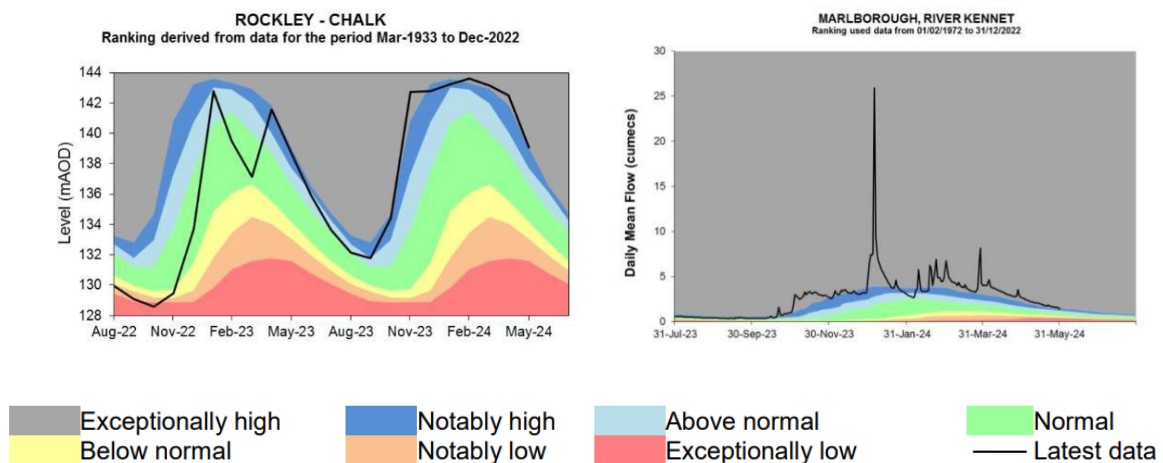 ROCKLEY - CHALK
Ranking derived from data for the period Mar-1933 to Dec-2022
Level (mAOD)
144
142
140
138
136
134
132
130
128
Aug-22 Nov-22 Feb-23 May-23 Aug-23 Nov-23 Feb-24 May-24
MARLBOROUGH, RIVER KENNET
Ranking used data from 01/02/1972 to 31/12/2022
Daily Mean Flow (cumecs)
30
25
20
15
10
5
0
31-Jul-23 30-Sep-23 30-Nov-23 31-Jan-24 31-Mar-24 31-May-24
Exceptionally high Notably high Above normal Normal
Below normal Notably low Exceptionally low Latest data